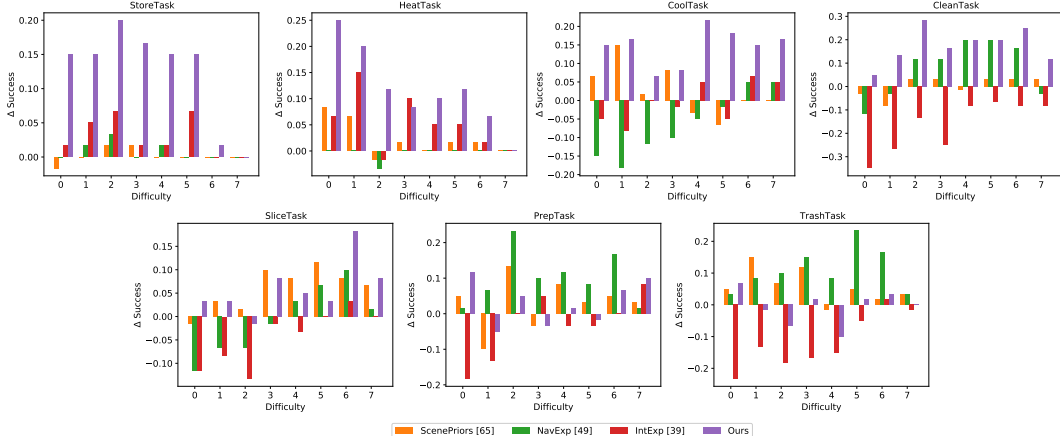 StoreTask
HeatTask
CoolTask
CleanTask
Δ Success
0.20
0.15
0.10
0.05
0.00
0 1 2 3 4 5 6 7
Difficulty
Δ Success
0.25
0.20
0.15
0.10
0.05
0.00
0 1 2 3 4 5 6 7
Difficulty
Δ Success
0.20
0.15
0.10
0.05
0.00
−0.05
−0.10
−0.15
−0.20
0 1 2 3 4 5 6 7
Difficulty
Δ Success
0.3
0.2
0.1
0.0
−0.1
−0.2
−0.3
0 1 2 3 4 5 6 7
Difficulty
SliceTask
PrepTask
TrashTask
Δ Success
0.15
0.10
0.05
0.00
−0.05
−0.10
0 1 2 3 4 5 6 7
Difficulty
Δ Success
0.2
0.1
0.0
−0.1
−0.2
0 1 2 3 4 5 6 7
Difficulty
Δ Success
0.2
0.1
0.0
−0.1
−0.2
0 1 2 3 4 5 6 7
Difficulty
ScenePriors [65] NavExp [49] IntExp [39] Ours